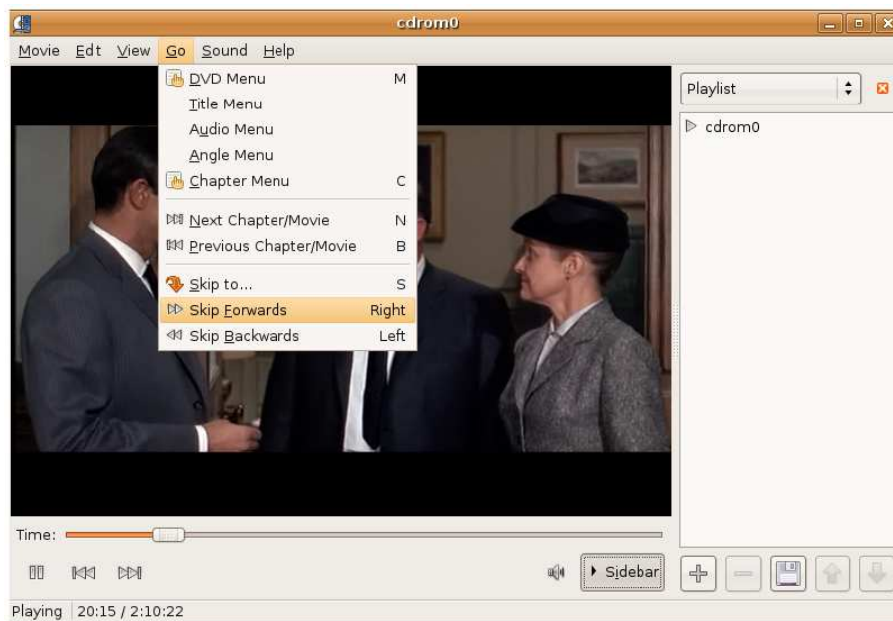 cdrom0
Movie Edt View Go Sound Help
DVD Menu M
Title Menu
Audio Menu
Angle Menu
Chapter Menu C
Next Chapter/Movie N
Previous Chapter/Movie B
Skip to... S
Skip Forwards Right
Skip Backwards Left
Playlist
cdrom0
Time:
Sidebar
Playing 20:15 / 2:10:22